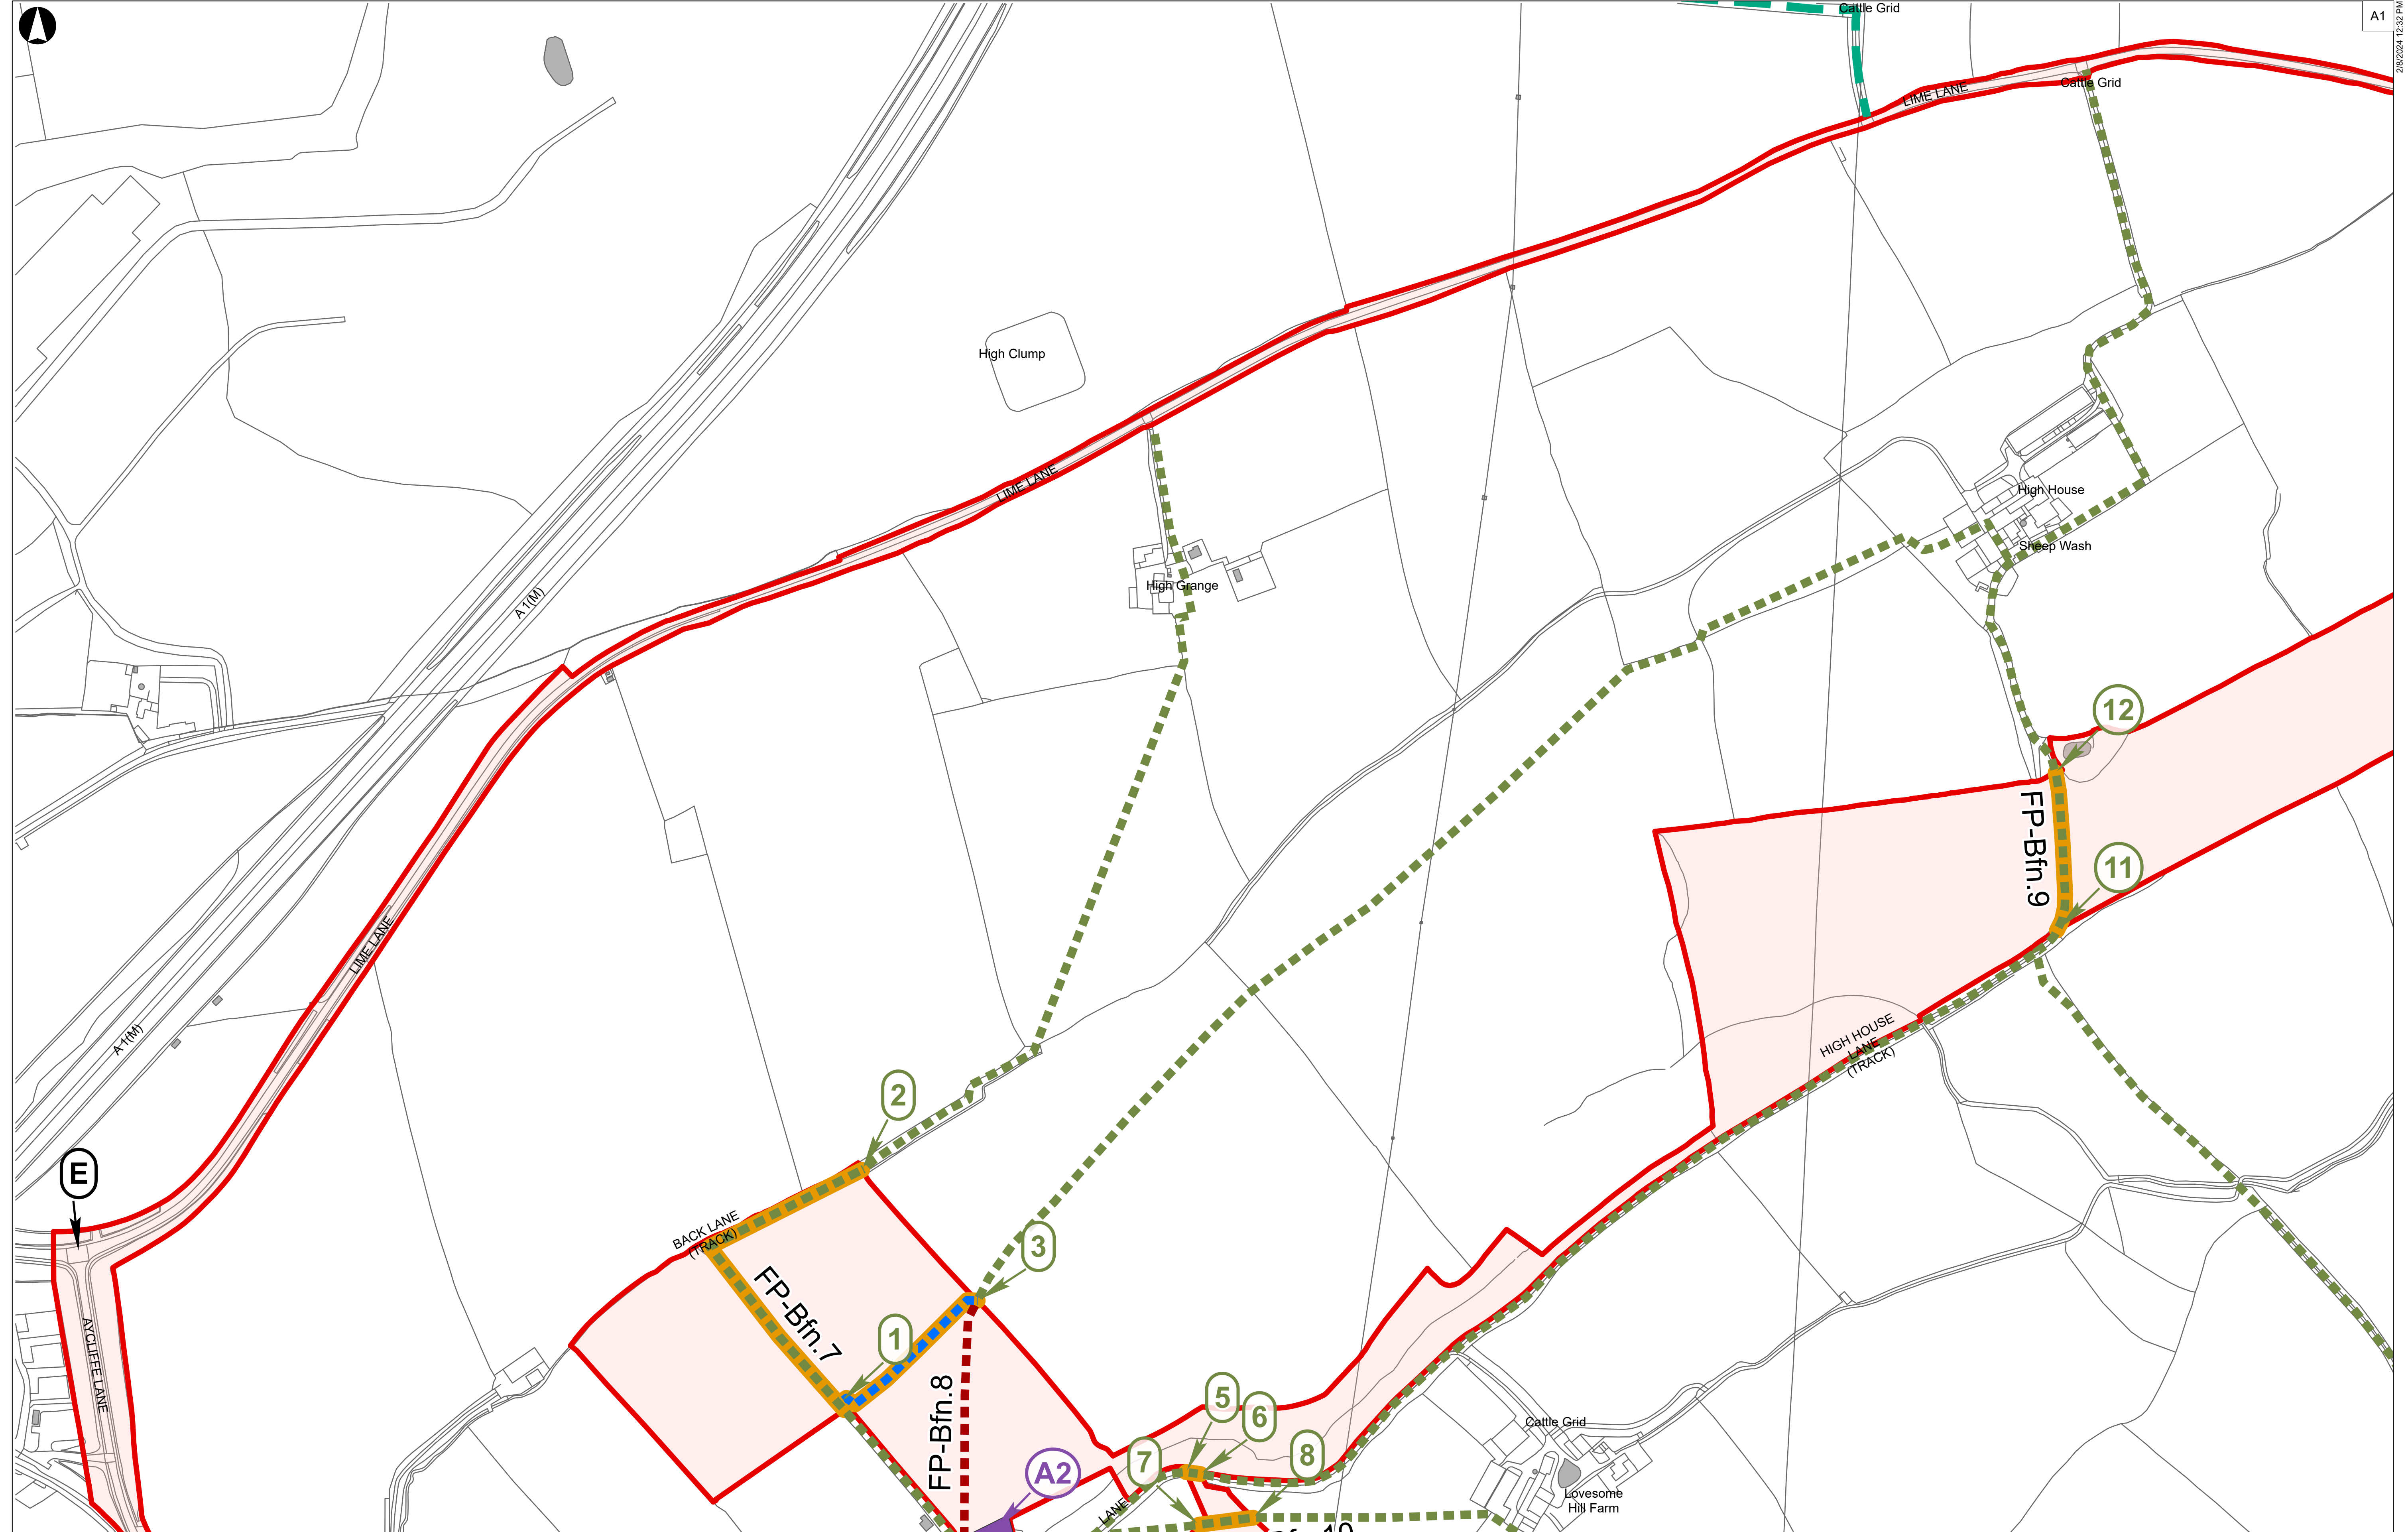 Cattle Grid
A1
2/8/2024 12:32 PM
LIME LANE
Cattle Grid
High Clump
LIME LANE
High House
Sheep Wash
High Grange
A 1(M)
12
FP-Bfn.9
11
LIME LANE
A 1(M)
HIGH HOUSE
LANE
(TRACK)
2
E
BACK LANE
(TRACK)
3
FP-Bfn.7
1
AYCLIFFE LANE
FP-Bfn.8
5
6
7
8
A2
Cattle Grid
Lovesome
Hill Farm
LANE